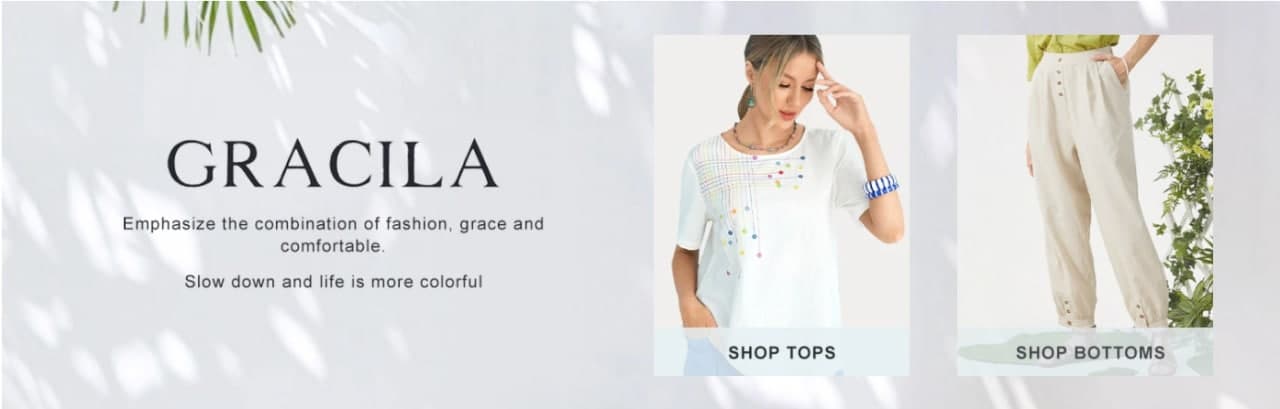 GRACILA
Emphasize the combination of fashion, grace and
comfortable.
Slow down and life is more colorful
SHOP TOPS
SHOP BOTTOMS